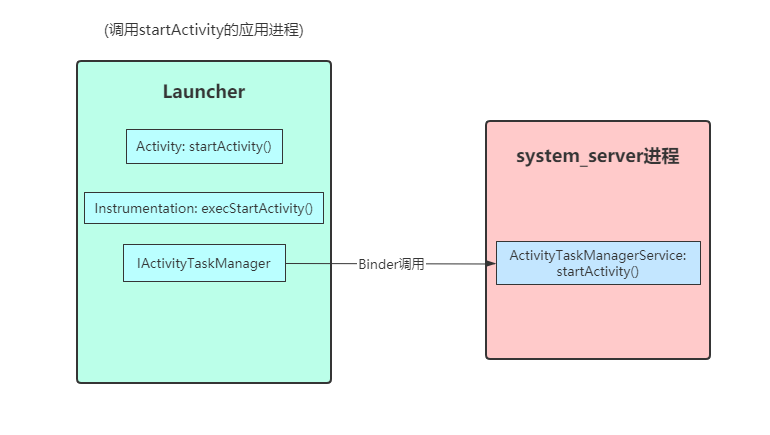 (调用startActivity的应用进程)
Launcher
Activity: startActivity()
Instrumentation: execStartActivity()
IActivityTaskManager
Binder调用
system_server进程
ActivityTaskManagerService:
startActivity()